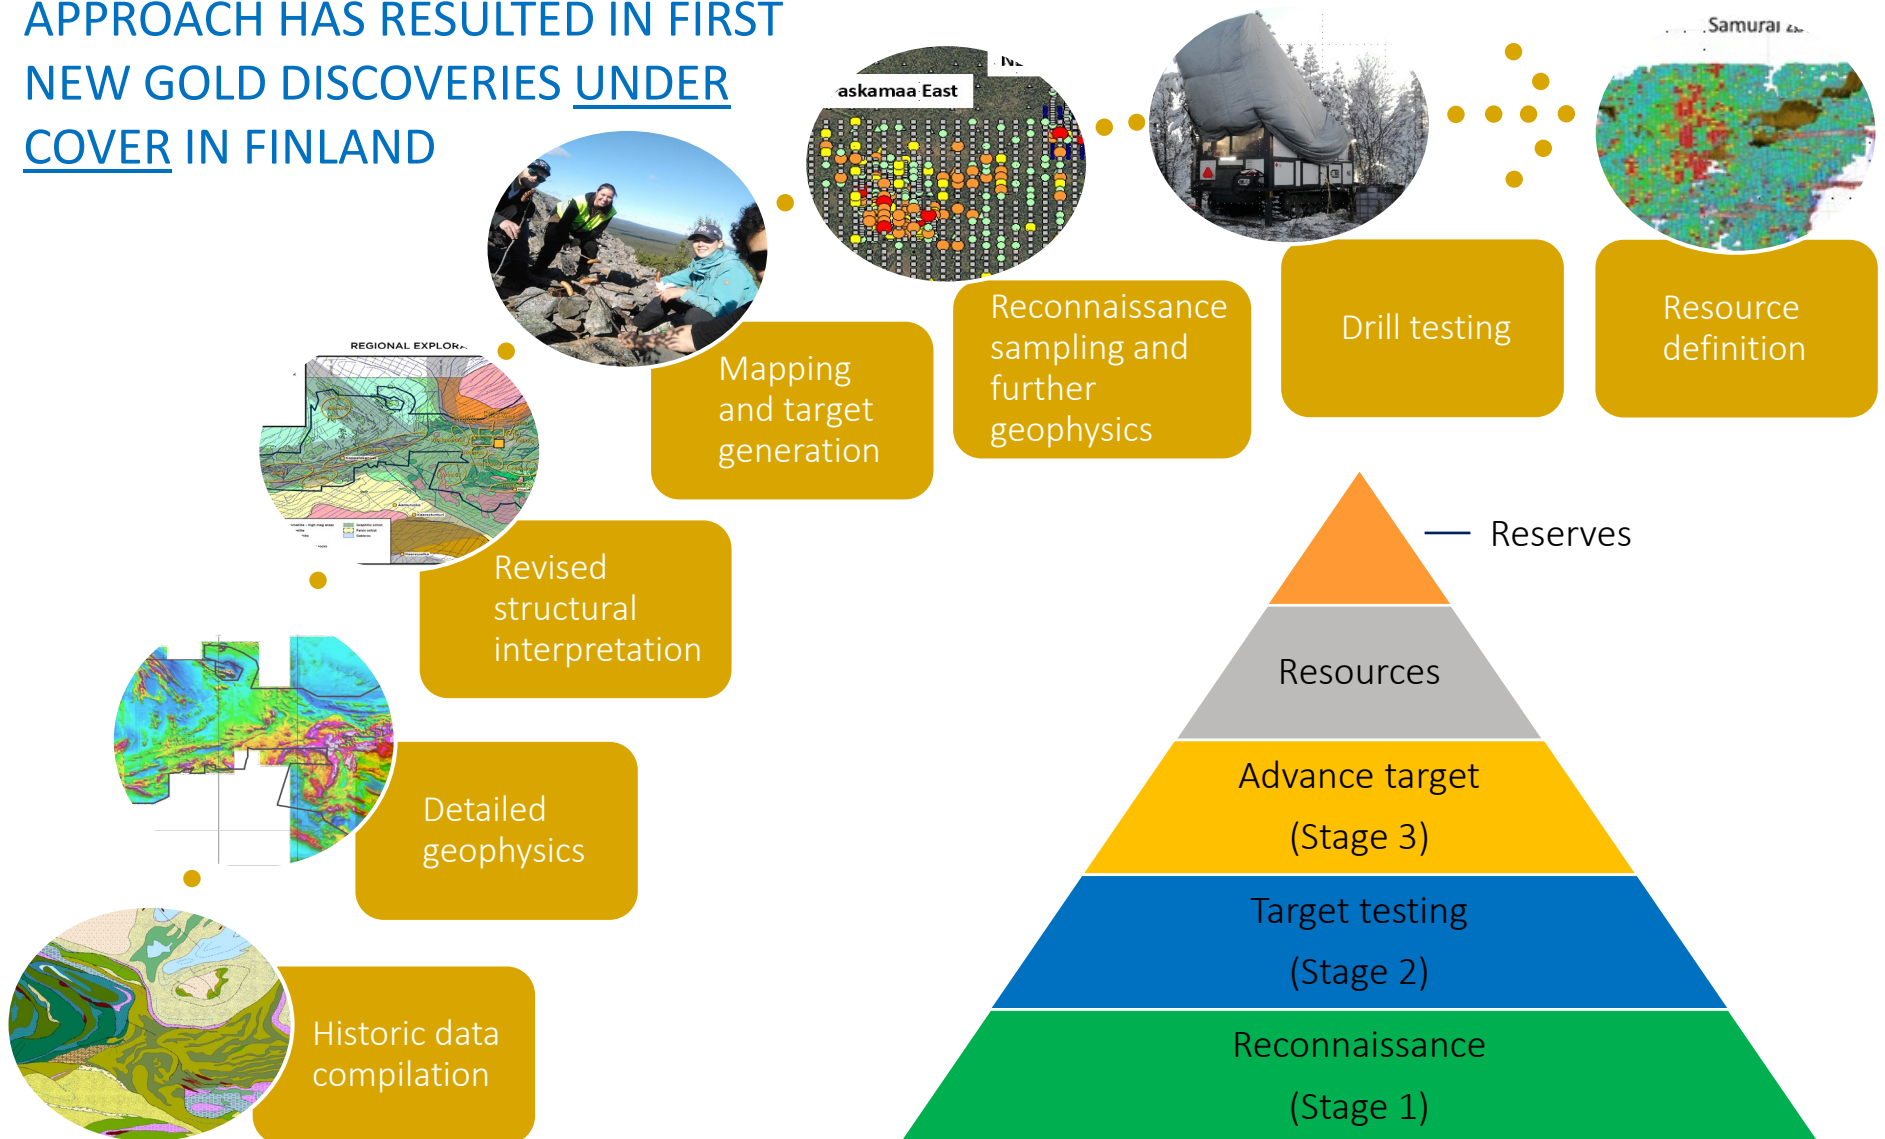 APPROACH HAS RESULTED IN FIRST
NEW GOLD DISCOVERIES UNDER
COVER IN FINLAND
Samurai
askamaa East
Reconnaissance
sampling and
further
geophysics
Drill testing
Resource
definition
Mapping
and target
generation
REGIONAL EXPLORA
Revised
structural
interpretation
Detailed
geophysics
Historic data
compilation
Reserves
Resources
Advance target
(Stage 3)
Target testing
(Stage 2)
Reconnaissance
(Stage 1)